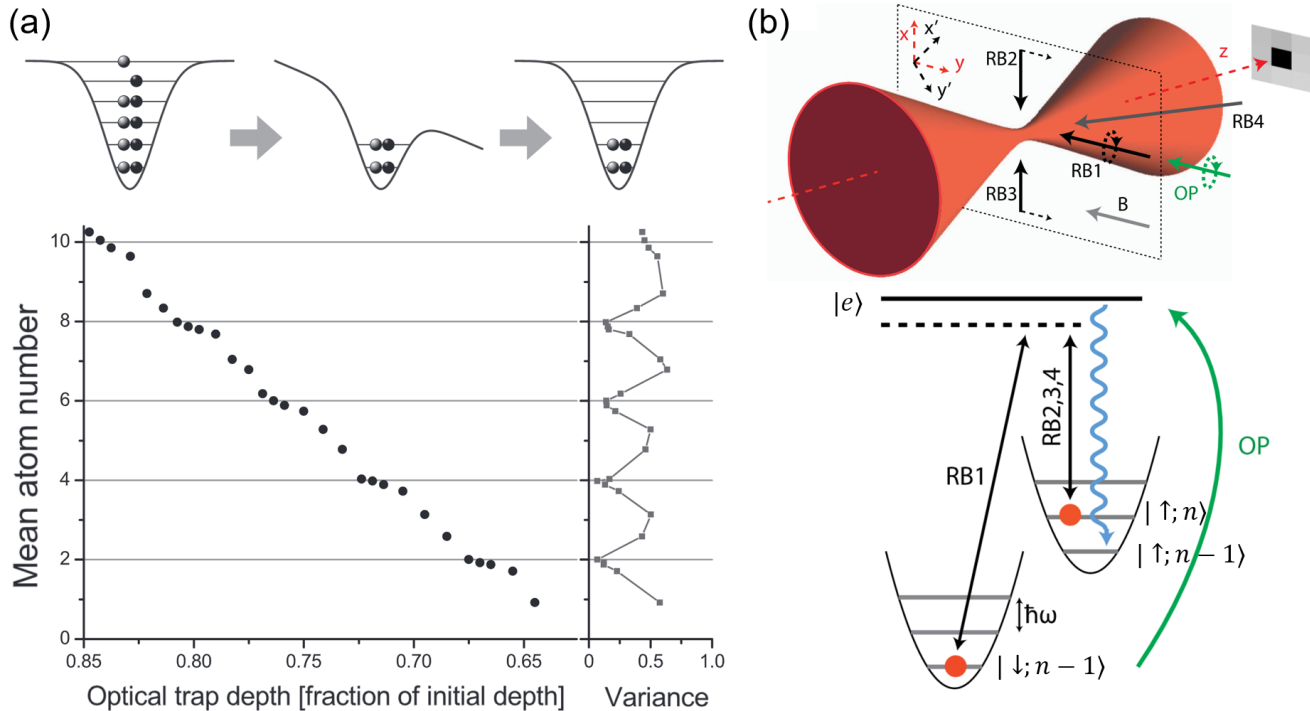 (a)
Mean atom number
10
8
6
4
2
0
0.85
0.80
0.75
0.70
0.65
Optical trap depth [fraction of initial depth]
0
0.5
1.0
Variance
(b)
x
x'
y
y'
z
RB2
RB4
RB1
OP
RB3
B
|e⟩
RB1
RB2,3,4
OP
| ↑; n⟩
| ↑; n − 1⟩
ħω
| ↓; n − 1⟩